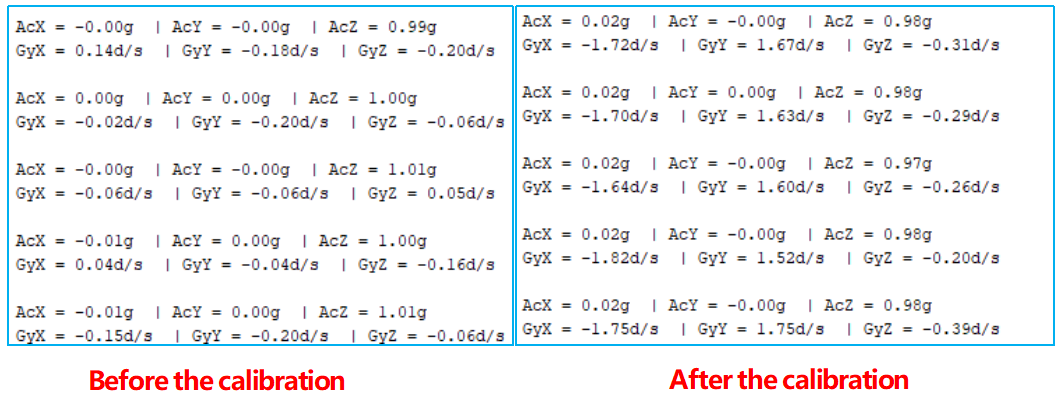 AcX = -0.00g | AcY = -0.00g | AcZ = 0.99g
GyX = 0.14d/s | GyY = -0.18d/s | GyZ = -0.20d/s
AcX = 0.00g | AcY = 0.00g | AcZ = 1.00g
GyX = -0.02d/s | GyY = -0.20d/s | GyZ = -0.06d/s
AcX = -0.00g | AcY = -0.00g | AcZ = 1.01g
GyX = -0.06d/s | GyY = -0.06d/s | GyZ = 0.05d/s
AcX = -0.01g | AcY = 0.00g | AcZ = 1.00g
GyX = 0.04d/s | GyY = -0.04d/s | GyZ = -0.16d/s
AcX = -0.01g | AcY = 0.00g | AcZ = 1.01g
GyX = -0.15d/s | GyY = -0.20d/s | GyZ = -0.06d/s
Before the calibration
AcX = 0.02g | AcY = -0.00g | AcZ = 0.98g
GyX = -1.72d/s | GyY = 1.67d/s | GyZ = -0.31d/s
AcX = 0.02g | AcY = 0.00g | AcZ = 0.98g
GyX = -1.70d/s | GyY = 1.63d/s | GyZ = -0.29d/s
AcX = 0.02g | AcY = -0.00g | AcZ = 0.97g
GyX = -1.64d/s | GyY = 1.60d/s | GyZ = -0.26d/s
AcX = 0.02g | AcY = -0.00g | AcZ = 0.98g
GyX = -1.82d/s | GyY = 1.52d/s | GyZ = -0.20d/s
AcX = 0.02g | AcY = -0.00g | AcZ = 0.98g
GyX = -1.75d/s | GyY = 1.75d/s | GyZ = -0.39d/s
After the calibration